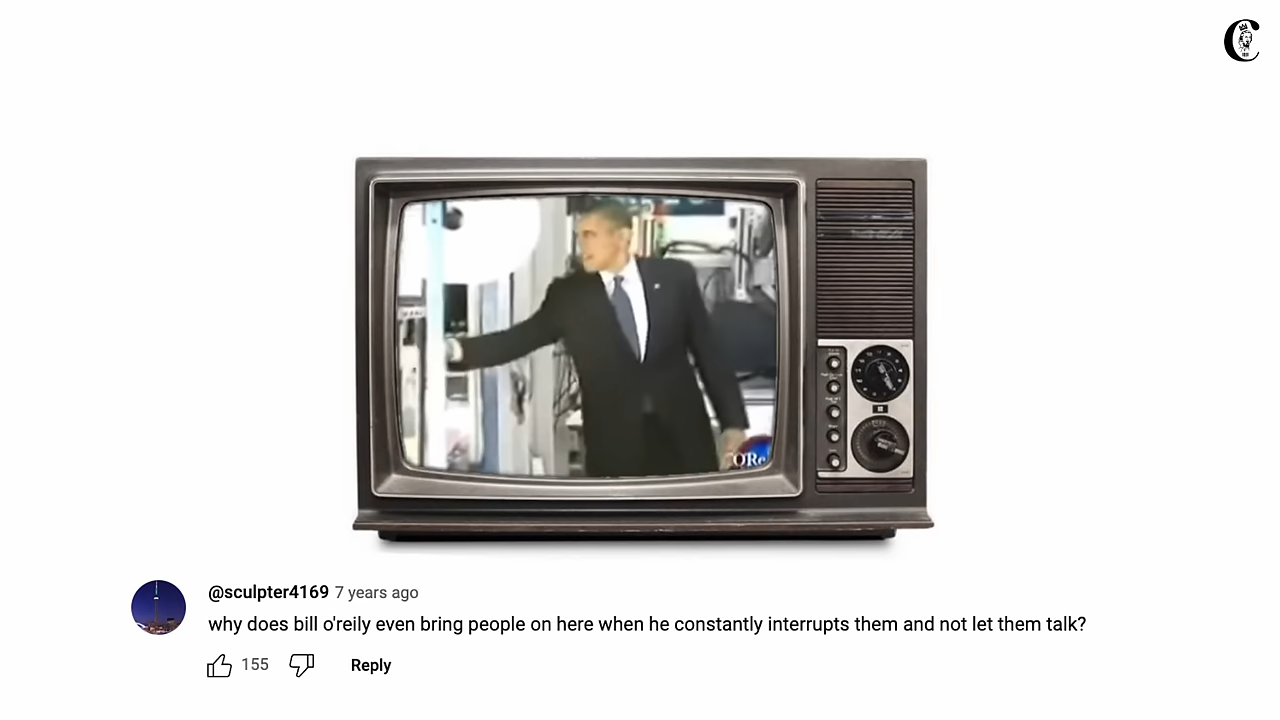 ORe
@sculpter4169 7 years ago
why does bill o'reily even bring people on here when he constantly interrupts them and not let them talk?
155
Reply